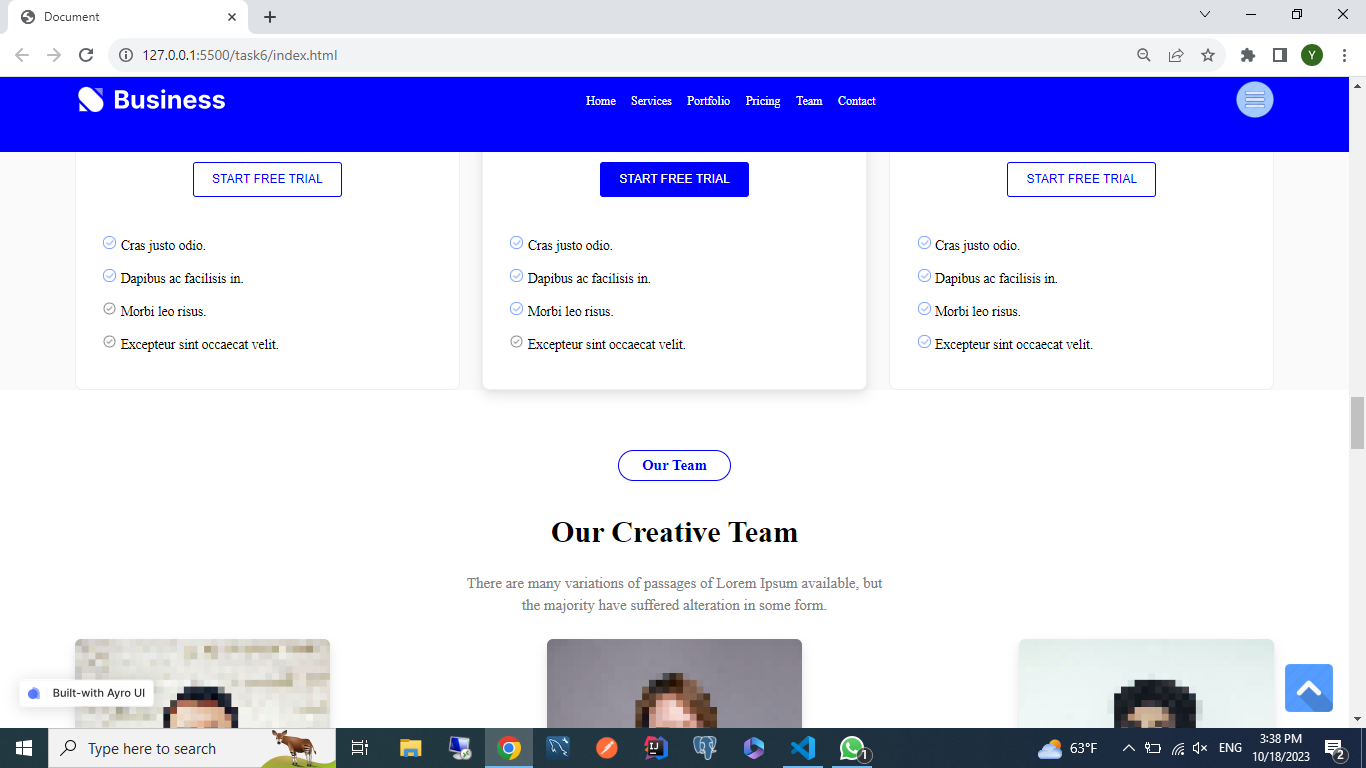 Document
127.0.0.1:5500/task6/index.html
Y
Business
Home Services Portfolio Pricing Team Contact
START FREE TRIAL START FREE TRIAL START FREE TRIAL
Cras justo odio. Cras justo odio. Cras justo odio.
Dapibus ac facilisis in. Dapibus ac facilisis in. Dapibus ac facilisis in.
Morbi leo risus. Morbi leo risus. Morbi leo risus.
Excepteur sint occaecat velit. Excepteur sint occaecat velit. Excepteur sint occaecat velit.
Our Team
Our Creative Team
There are many variations of passages of Lorem Ipsum available, but
the majority have suffered alteration in some form.
Built-with Ayro UI
Type here to search
IJ
1
63°F
ENG
3:38 PM
10/18/2023
2